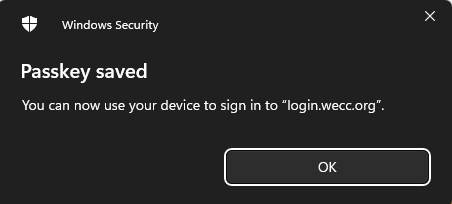 Windows Security
Passkey saved
You can now use your device to sign in to “login.wecc.org”.
OK